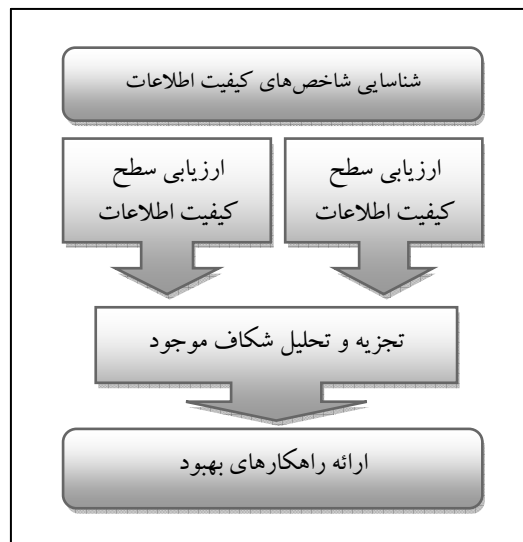 شناسایی شاخص‌های کیفیت اطلاعات
ارزیابی سطح
کیفیت اطلاعات
ارزیابی سطح
کیفیت اطلاعات
تجزیه و تحلیل شکاف موجود
ارائه راهکارهای بهبود